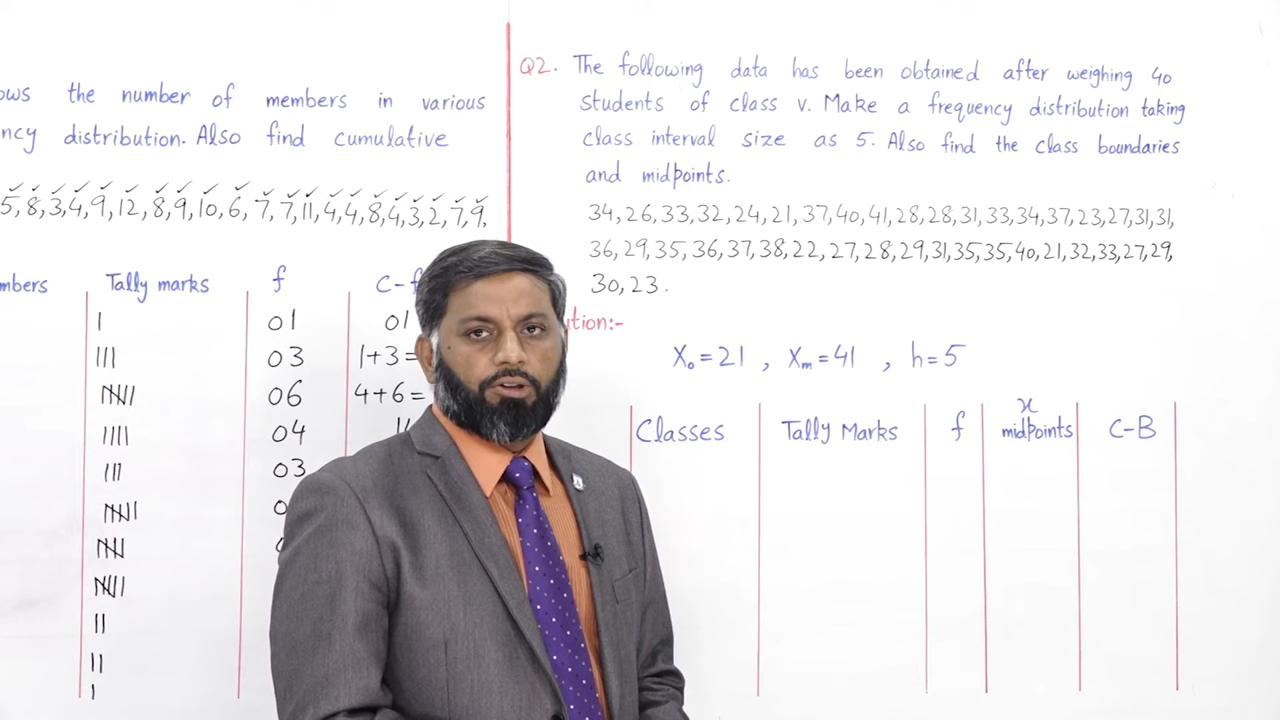 ows the number of members in various
ncy distribution. Also find cumulative
5, 8, 3, 4, 9, 12, 8, 9, 10, 6, 7, 7, 11, 4, 4, 8, 4, 3, 2, 7, 9,
mbers Tally marks f C-f
| 01 01
||| 03 1+3=
06 4+6=
|||| 04
||| 03
||
||
|
Q2. The following data has been obtained after weighing 40
students of class v. Make a frequency distribution taking
class interval size as 5. Also find the class boundaries
and midpoints.
34, 26, 33, 32, 24, 21, 37, 40, 41, 28, 28, 31, 33, 34, 37, 23, 27, 31, 31,
36, 29, 35, 36, 37, 38, 22, 27, 28, 29, 31, 35, 35, 40, 21, 32, 33, 27, 29,
30, 23.
ution:-
X₀ = 21 , Xₘ = 41 , h = 5
x
Classes Tally Marks f midpoints C-B